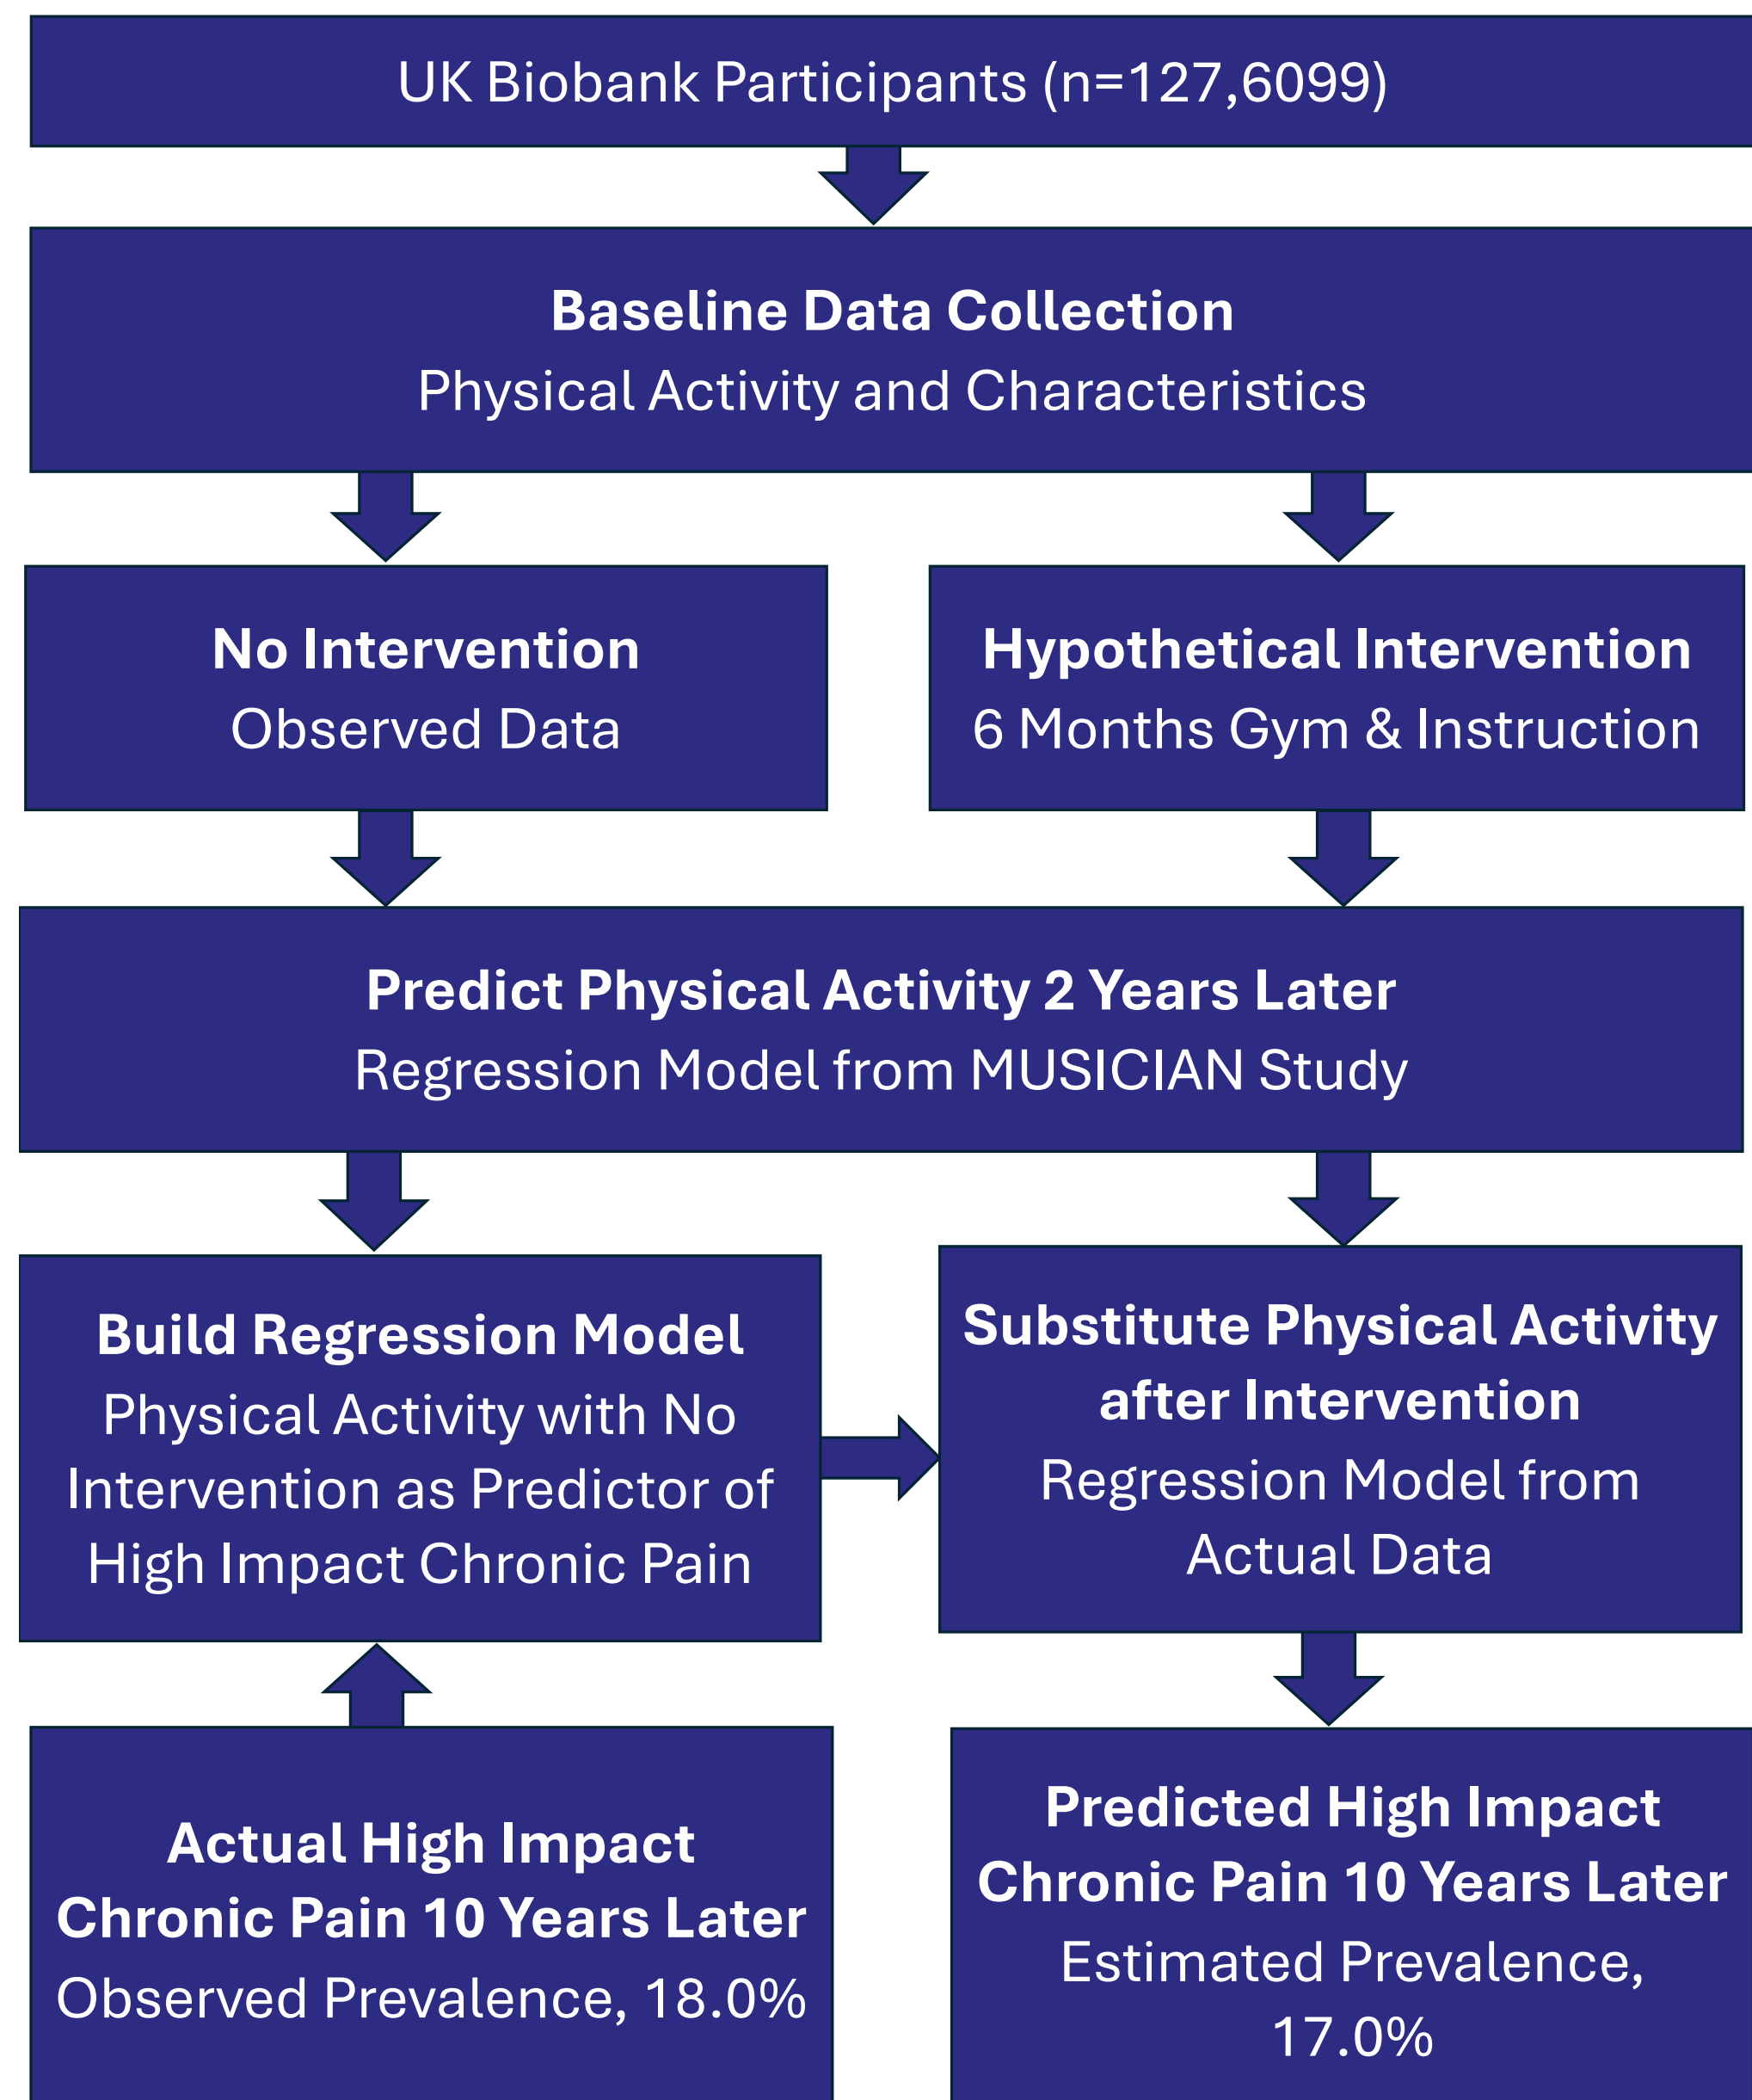 UK Biobank Participants (n=127,6099)
Baseline Data Collection
Physical Activity and Characteristics
No Intervention
Observed Data
Hypothetical Intervention
6 Months Gym & Instruction
Predict Physical Activity 2 Years Later
Regression Model from MUSICIAN Study
Build Regression Model
Physical Activity with No
Intervention as Predictor of
High Impact Chronic Pain
Substitute Physical Activity
after Intervention
Regression Model from
Actual Data
Actual High Impact
Chronic Pain 10 Years Later
Observed Prevalence, 18.0%
Predicted High Impact
Chronic Pain 10 Years Later
Estimated Prevalence,
17.0%